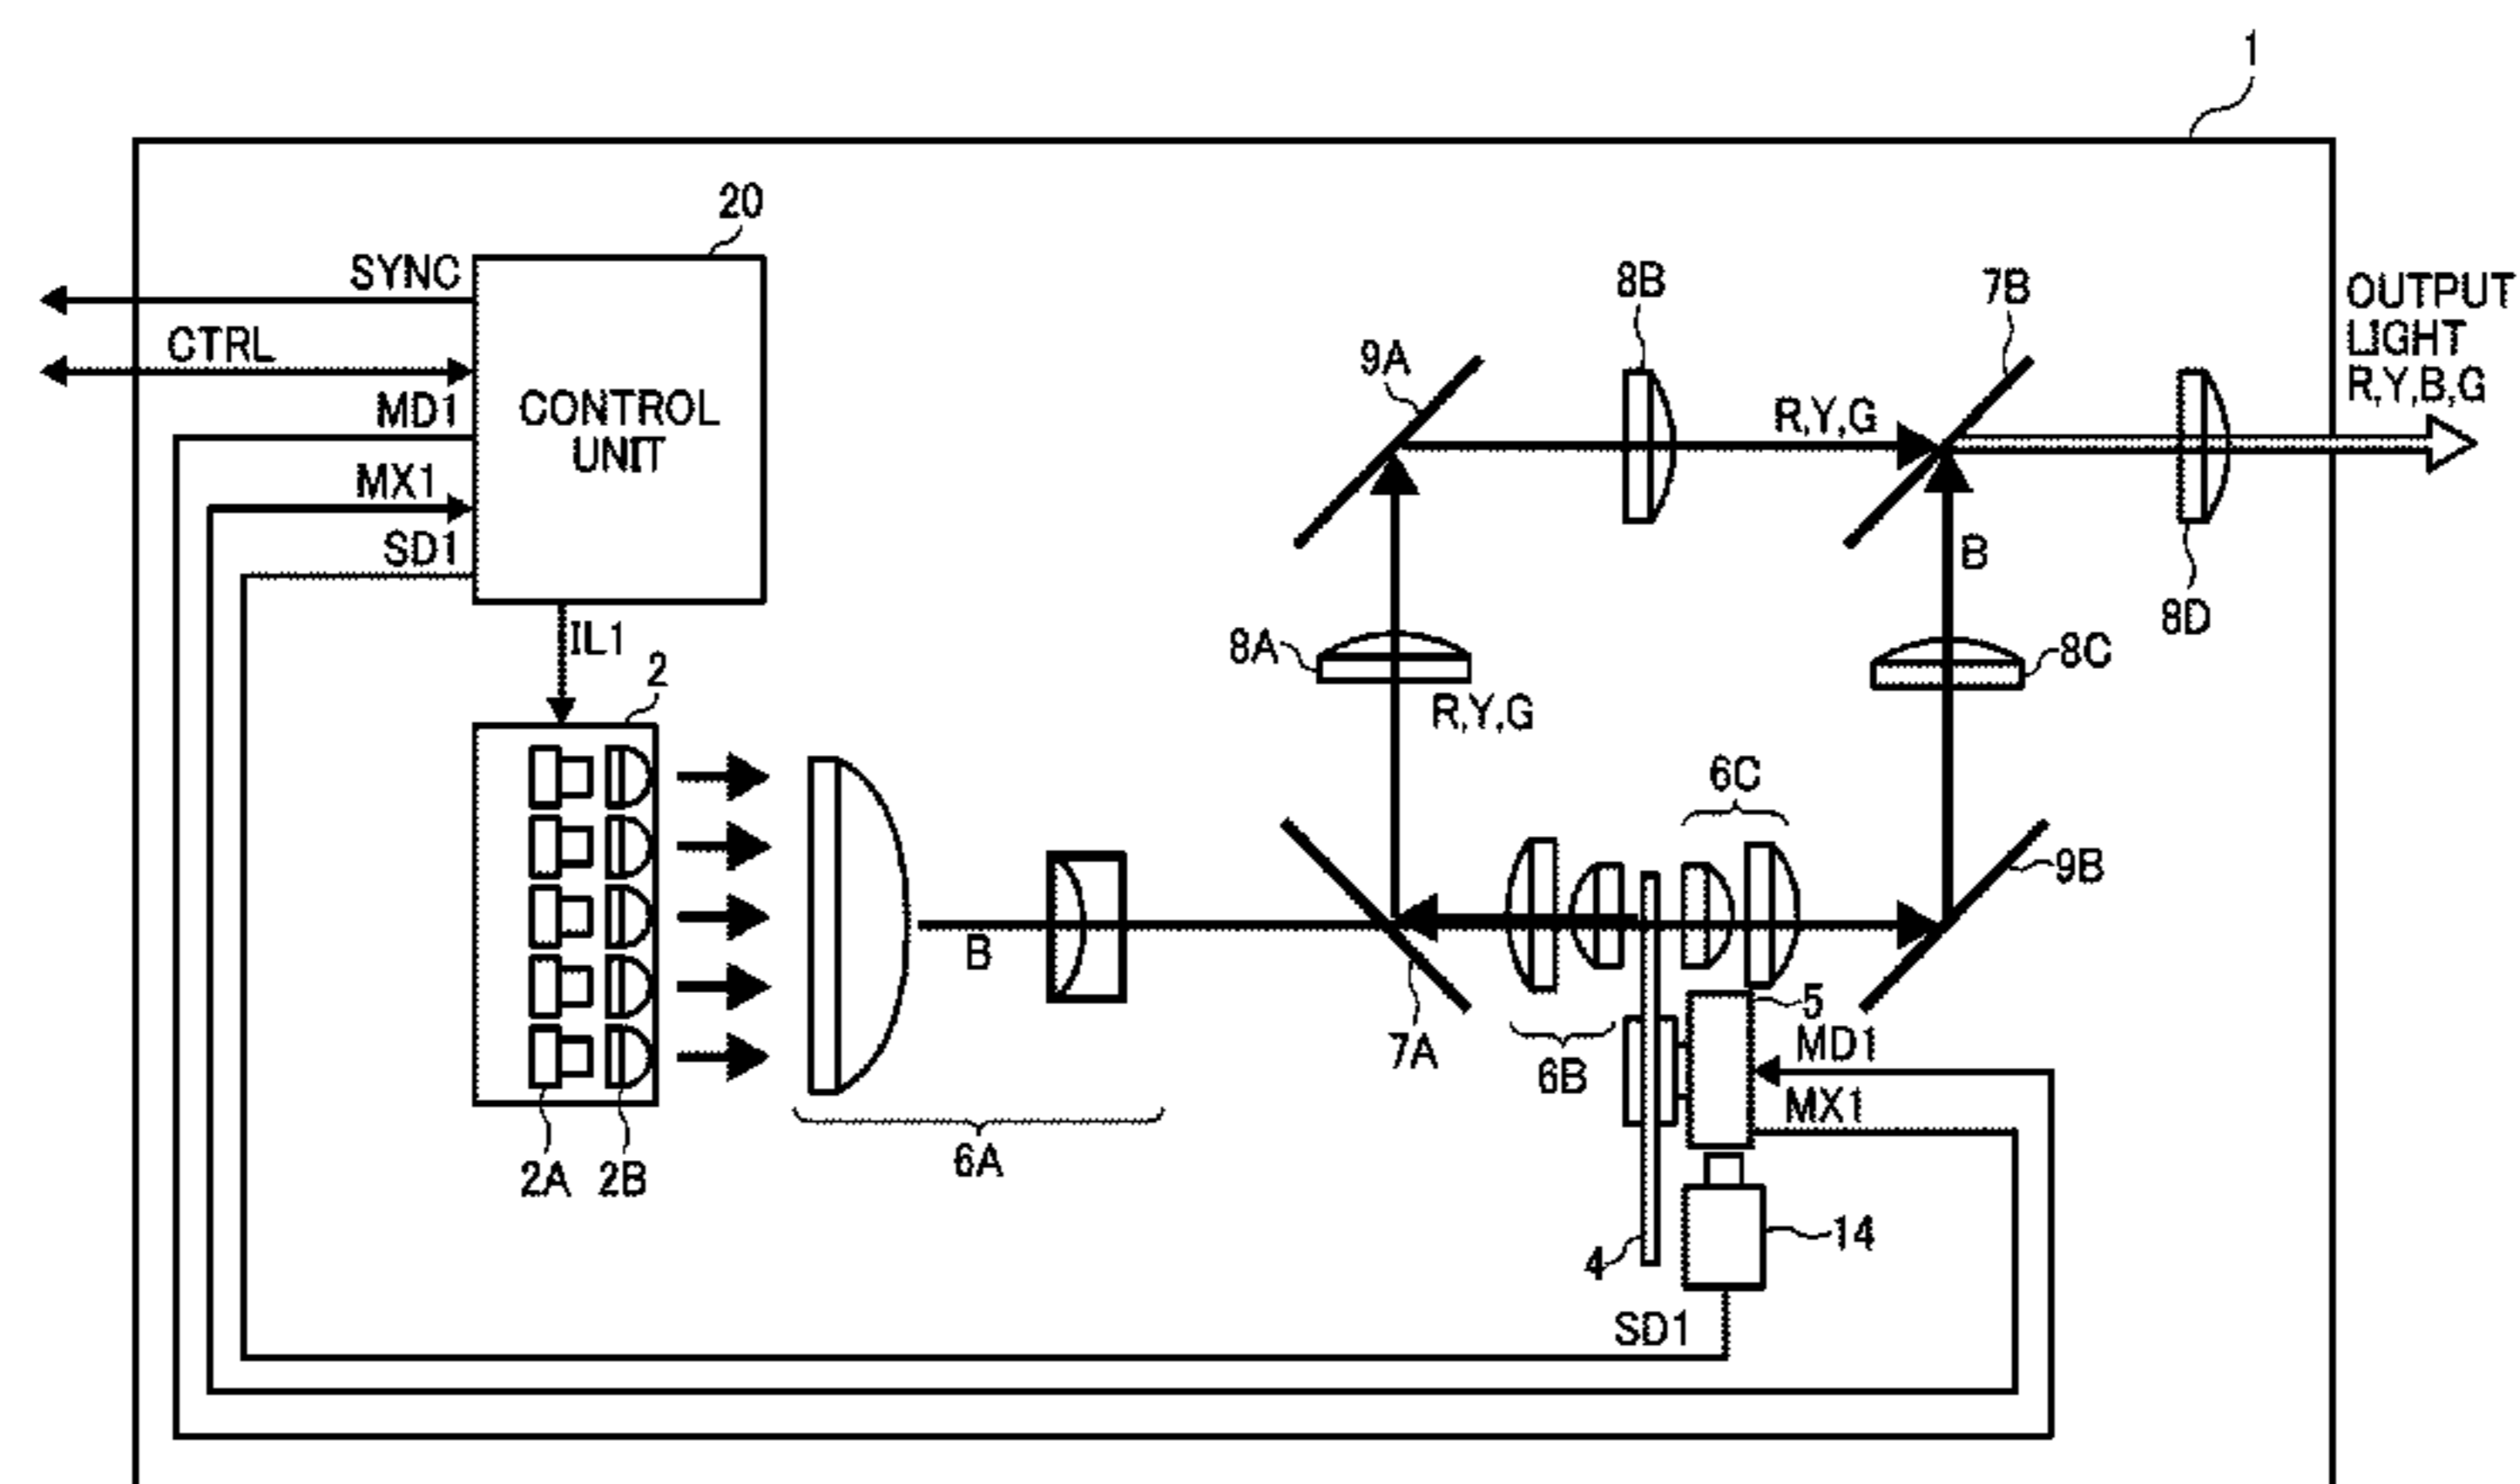 1
20
SYNC
CTRL
MD1
MX1
SD1
CONTROL
UNIT
IL1
2
2A
2B
6A
B
9A
8B
R,Y,G
7B
OUTPUT
LIGHT
R,Y,B,G
8D
8A
R,Y,G
B
8C
6C
9B
7A
6B
5
MD1
MX1
4
14
SD1